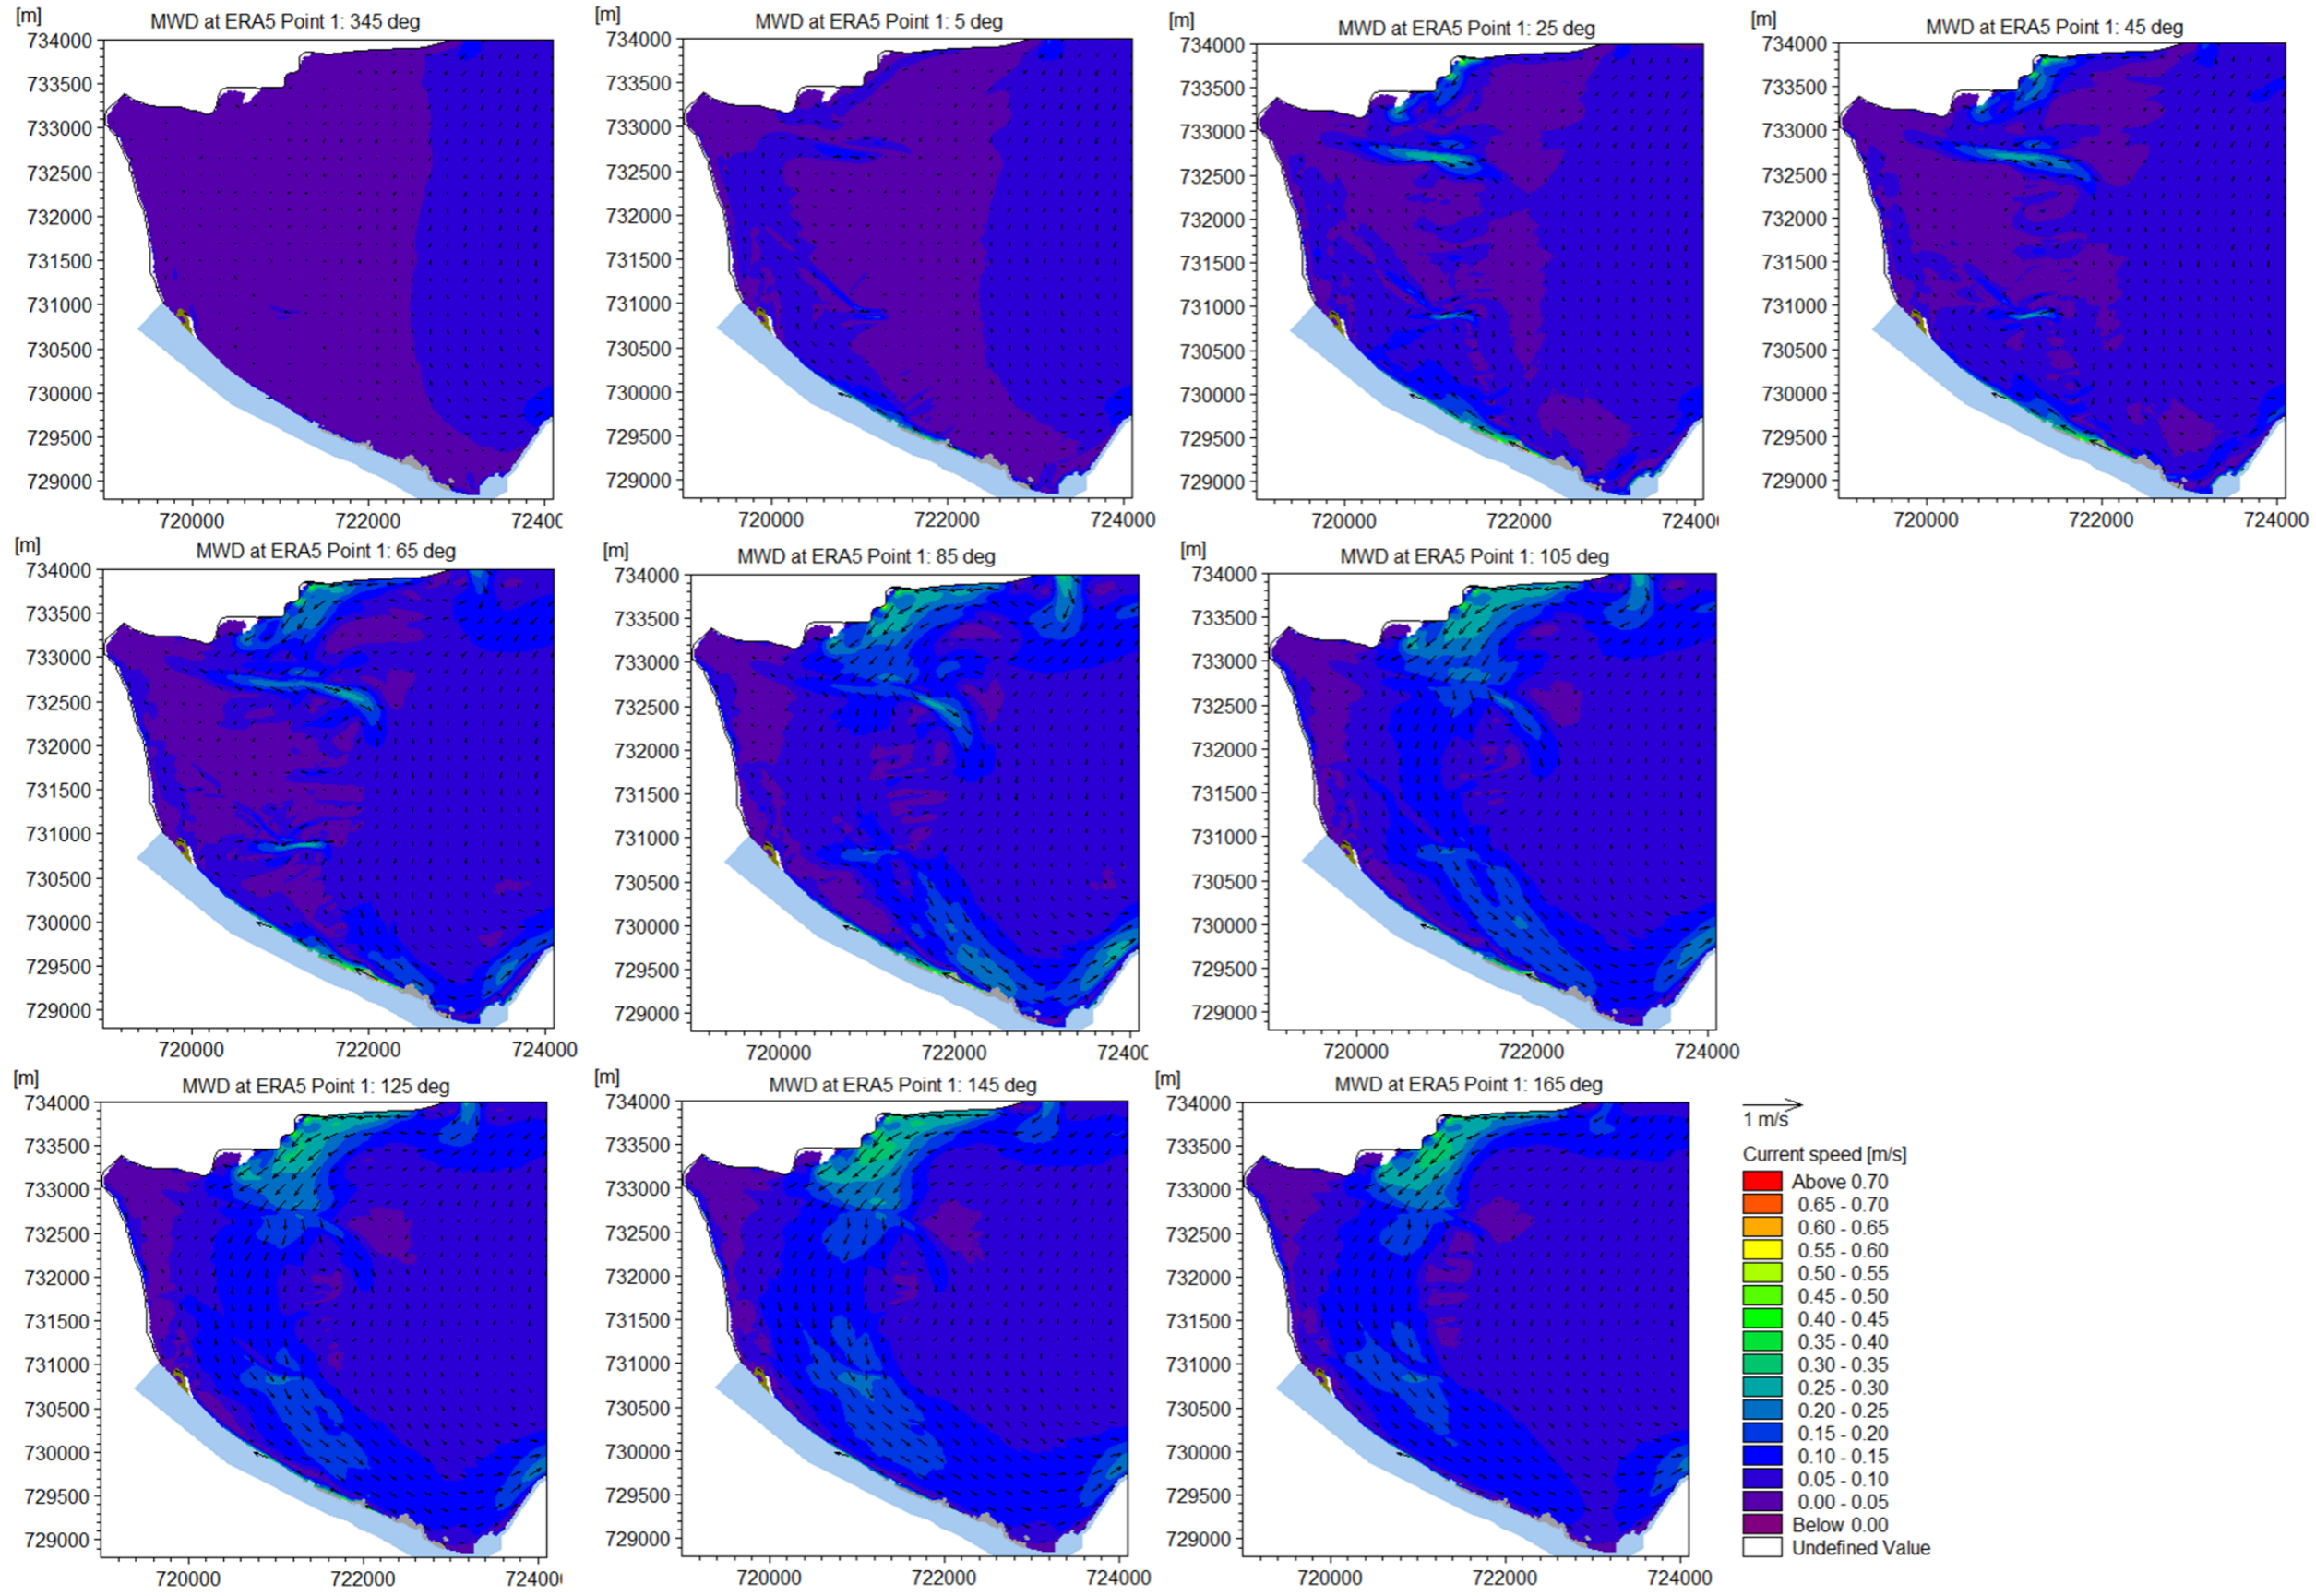 [m] MWD at ERA5 Point 1: 345 deg
734000
733500
733000
732500
732000
731500
731000
730500
730000
729500
729000
720000 722000 7240
[m] MWD at ERA5 Point 1: 5 deg
734000
733500
733000
732500
732000
731500
731000
730500
730000
729500
729000
720000 722000 724000
[m] MWD at ERA5 Point 1: 25 deg
734000
733500
733000
732500
732000
731500
731000
730500
730000
729500
729000
720000 722000 72400
[m] MWD at ERA5 Point 1: 45 deg
734000
733500
733000
732500
732000
731500
731000
730500
730000
729500
729000
720000 722000 724000
[m] MWD at ERA5 Point 1: 65 deg
734000
733500
733000
732500
732000
731500
731000
730500
730000
729500
729000
720000 722000 724000
[m] MWD at ERA5 Point 1: 85 deg
734000
733500
733000
732500
732000
731500
731000
730500
730000
729500
729000
720000 722000 7240
[m] MWD at ERA5 Point 1: 105 deg
734000
733500
733000
732500
732000
731500
731000
730500
730000
729500
729000
720000 722000 724000
[m] MWD at ERA5 Point 1: 125 deg
734000
733500
733000
732500
732000
731500
731000
730500
730000
729500
729000
720000 722000 72400
[m] MWD at ERA5 Point 1: 145 deg
734000
733500
733000
732500
732000
731500
731000
730500
730000
729500
729000
720000 722000 724000
[m] MWD at ERA5 Point 1: 165 deg
734000
733500
733000
732500
732000
731500
731000
730500
730000
729500
729000
720000 722000 724000
1 m/s
Current speed [m/s]
Above 0.70
0.65 - 0.70
0.60 - 0.65
0.55 - 0.60
0.50 - 0.55
0.45 - 0.50
0.40 - 0.45
0.35 - 0.40
0.30 - 0.35
0.25 - 0.30
0.20 - 0.25
0.15 - 0.20
0.10 - 0.15
0.05 - 0.10
0.00 - 0.05
Below 0.00
Undefined Value